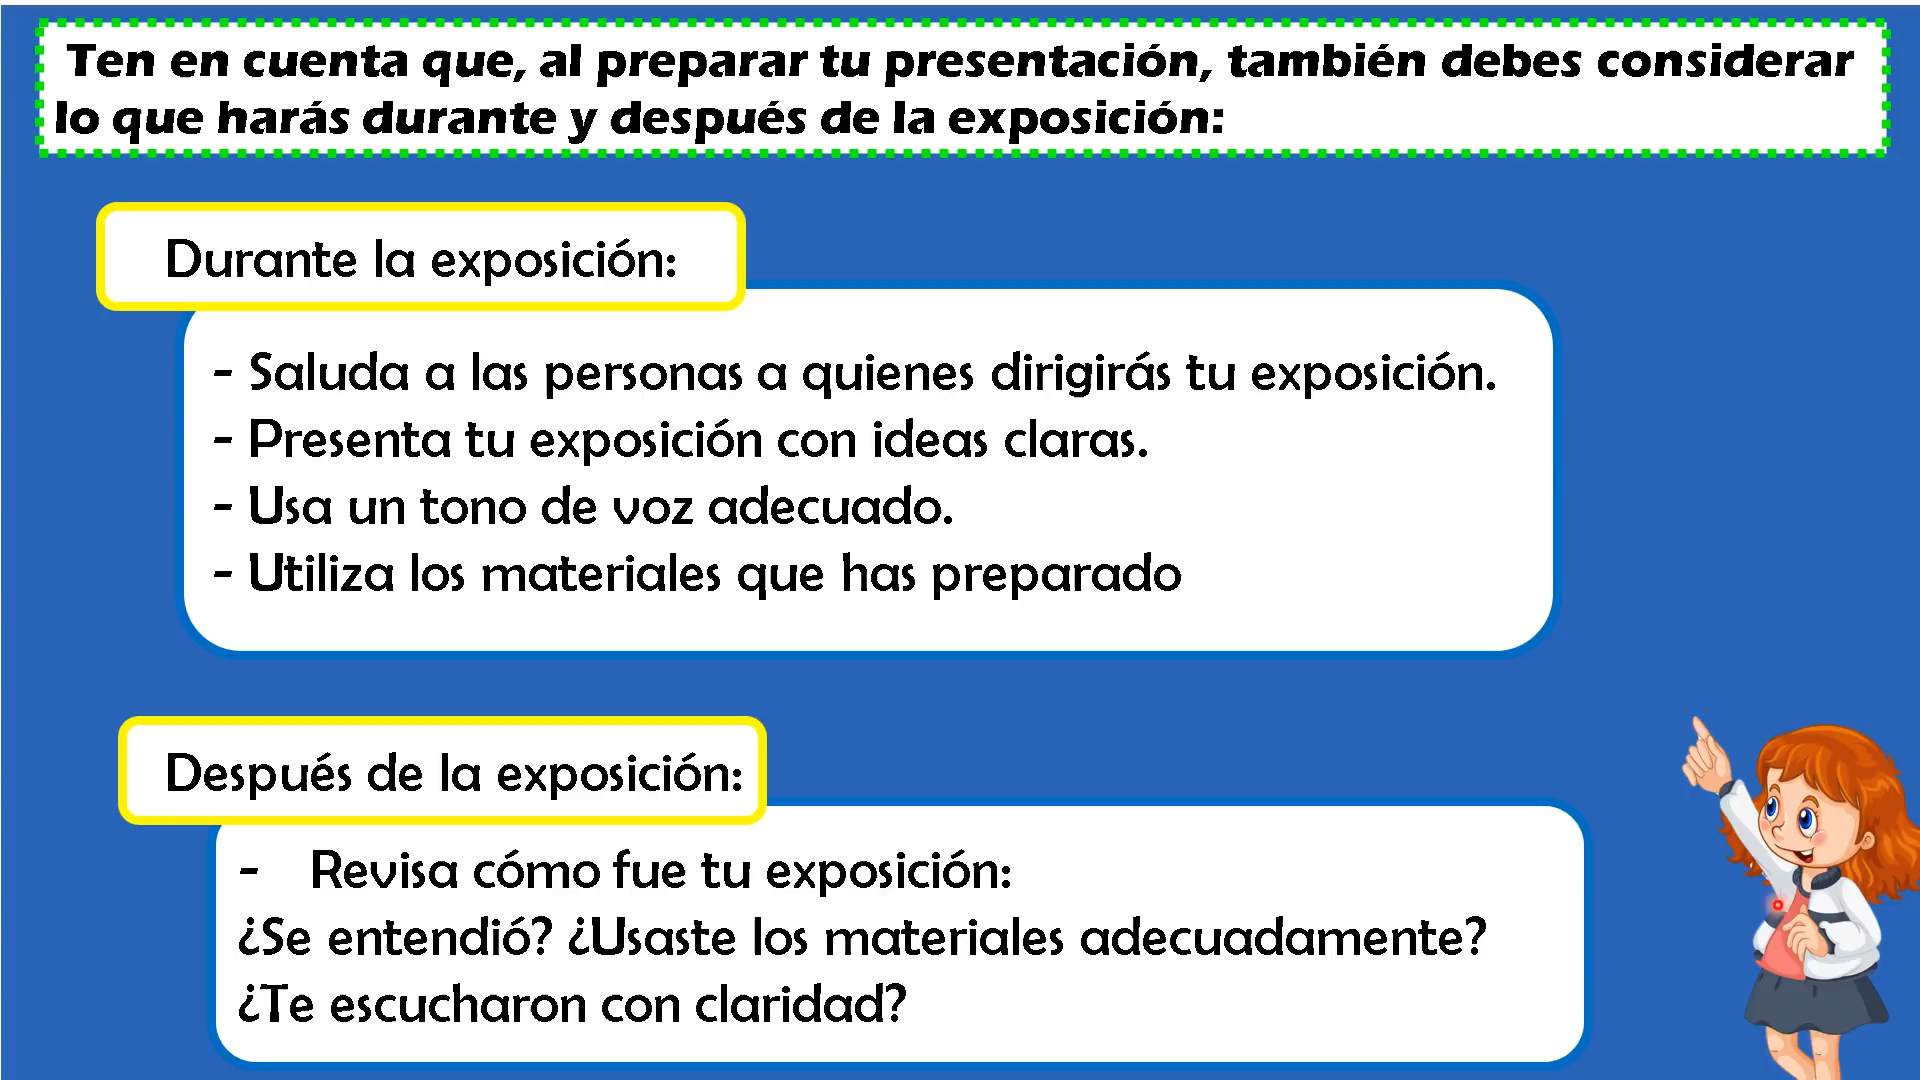 Ten en cuenta que, al preparar tu presentación, también debes considerar
lo que harás durante y después de la exposición:
Durante la exposición:
- Saluda a las personas a quienes dirigirás tu exposición.
- Presenta tu exposición con ideas claras.
- Usa un tono de voz adecuado.
- Utiliza los materiales que has preparado
Después de la exposición:
- Revisa cómo fue tu exposición:
¿Se entendió? ¿Usaste los materiales adecuadamente?
¿Te escucharon con claridad?